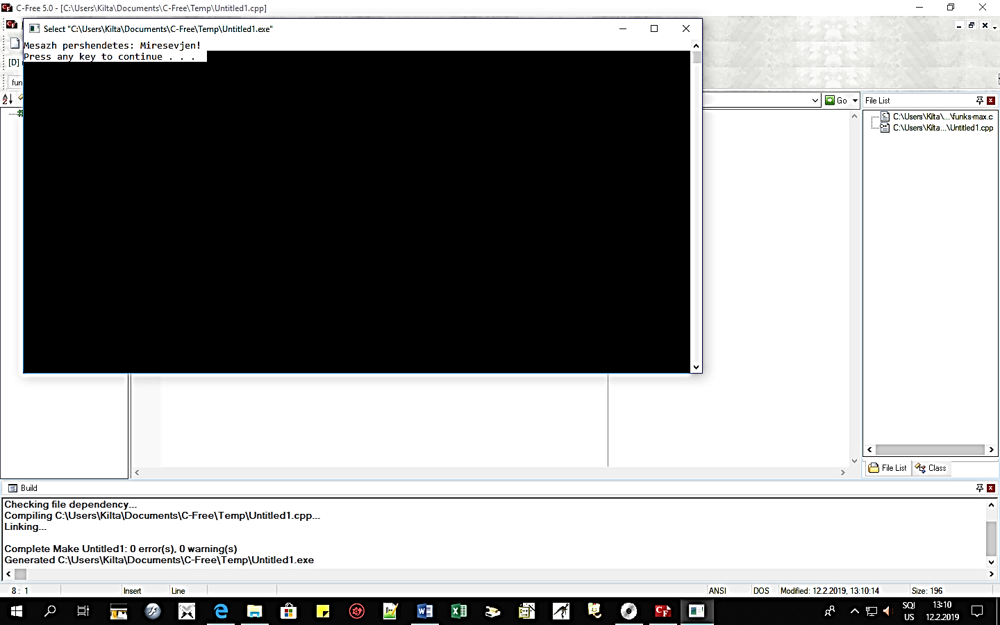 C-Free 5.0 - [C:\Users\Kilta\Documents\C-Free\Temp\Untitled1.cpp]
Select "C:\Users\Kilta\Documents\C-Free\Temp\Untitled1.exe"
Mesazh pershendetes: Miresevjen!
Press any key to continue . . .
[D]
fun
Go
File List
C:\Users\Kilta\...\funks-max.c
C:\Users\Kilta...\Untitled1.cpp
File List
Class
Build
Checking file dependency...
Compiling C:\Users\Kilta\Documents\C-Free\Temp\Untitled1.cpp...
Linking...
Complete Make Untitled1: 0 error(s), 0 warning(s)
Generated C:\Users\Kilta\Documents\C-Free\Temp\Untitled1.exe
8 : 1
Insert
Line
ANSI
DOS
Modified: 12.2.2019, 13:10:14
Size: 196
SQI
US
13:10
12.2.2019